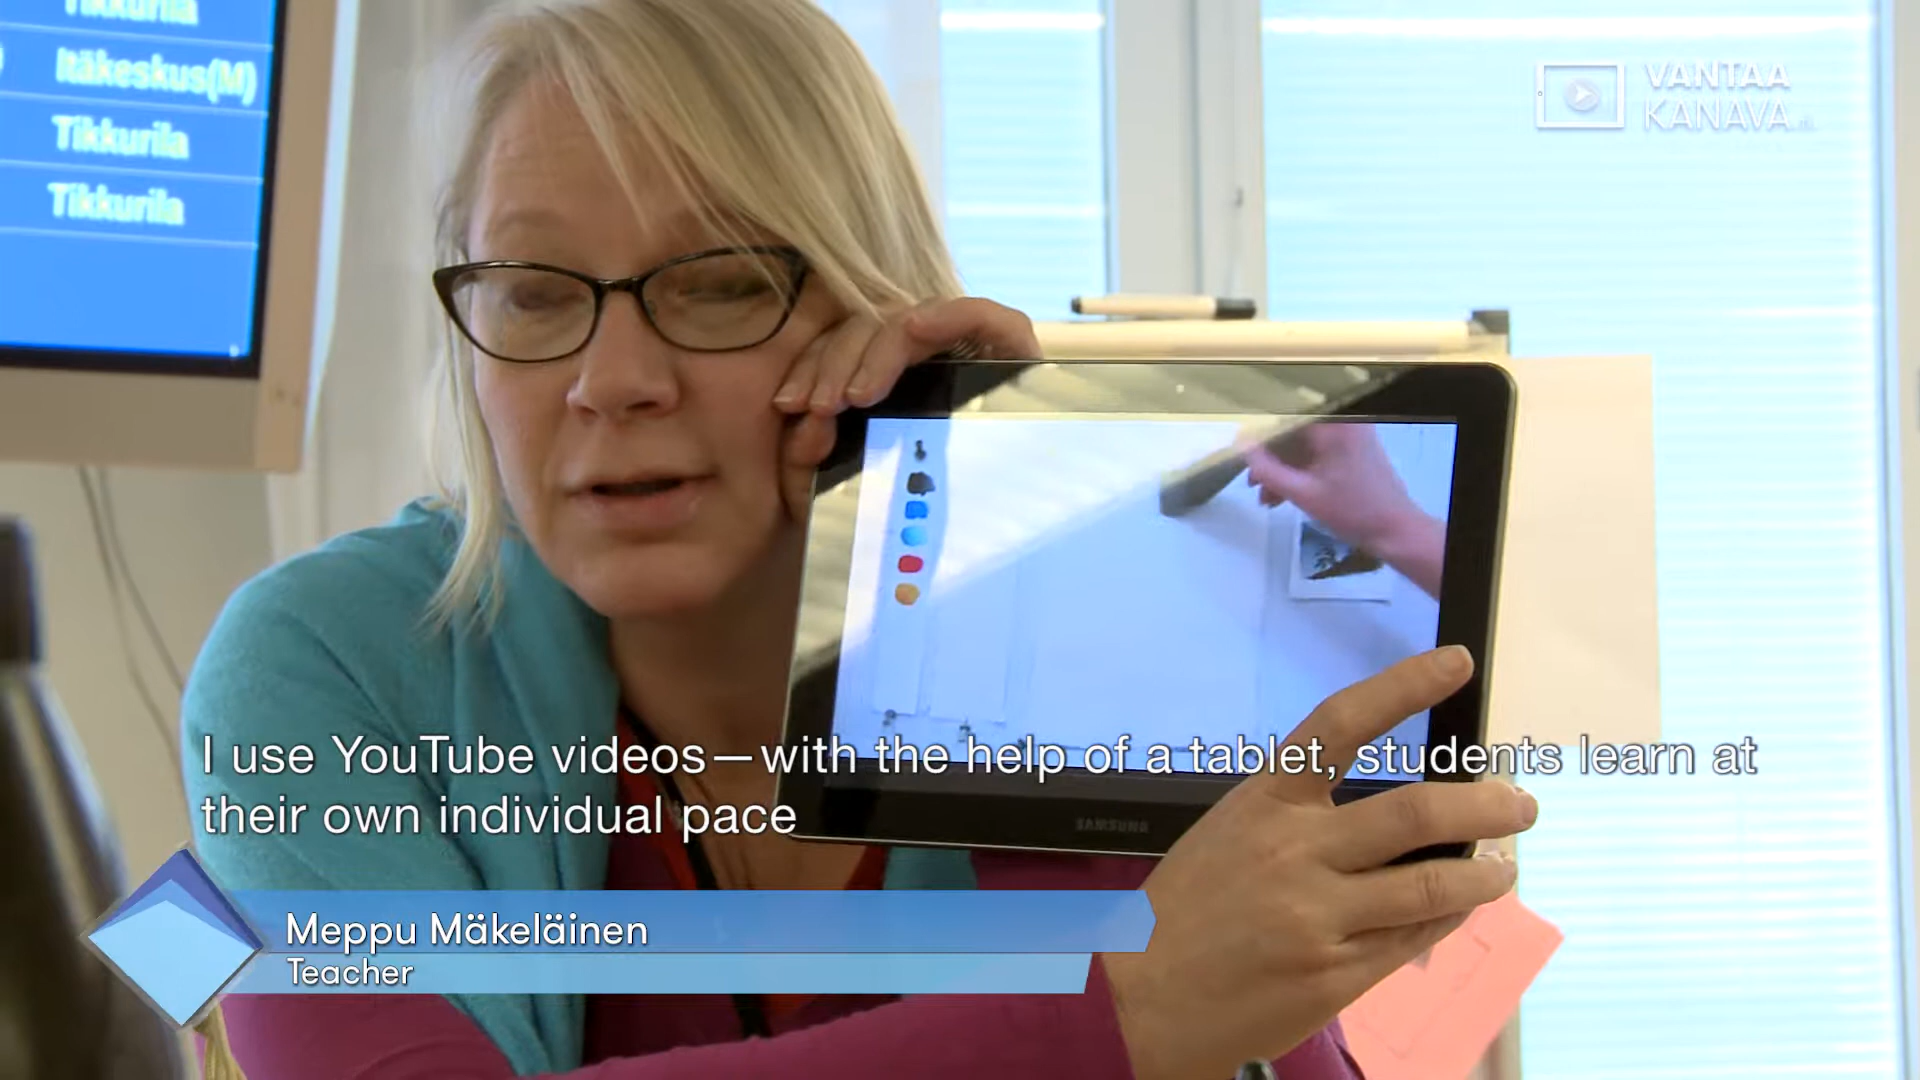 Tikkurila
Itäkeskus(M)
Tikkurila
Tikkurila
VANTAA
KANAVA
SAMSUNG
I use YouTube videos—with the help of a tablet, students learn at
their own individual pace
Meppu Mäkeläinen
Teacher